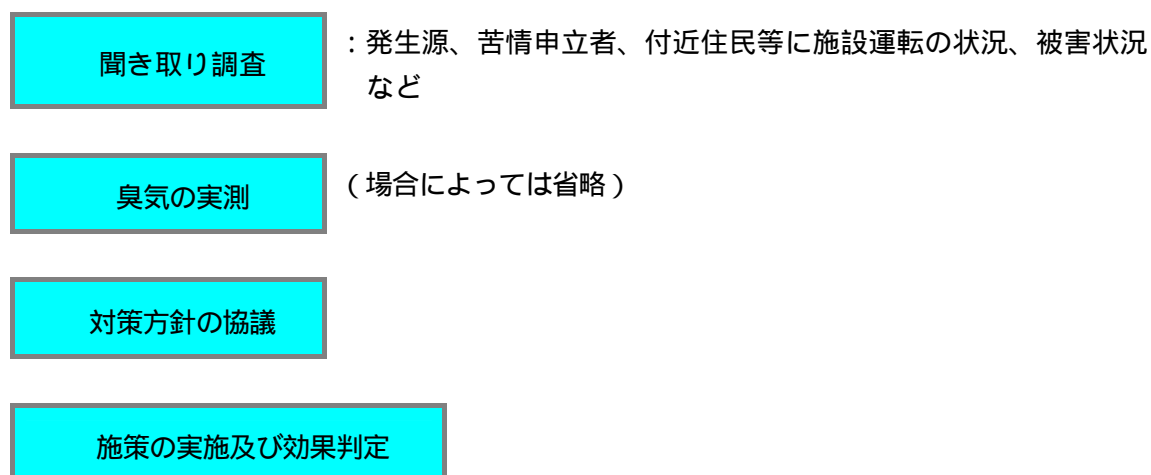 聞き取り調査
：発生源、苦情申立者、付近住民等に施設運転の状況、被害状況
など
臭気の実測
（場合によっては省略）
対策方針の協議
施策の実施及び効果判定